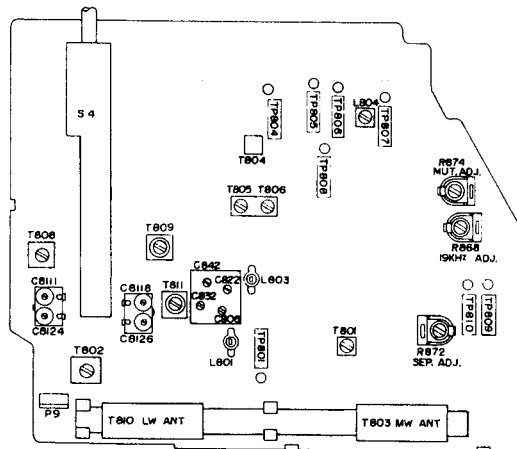 S4
TP804
TP805
TP806
L804
TP807
T804
TP808
R874
MUT. ADJ.
T805 T806
R868
19KHz ADJ.
T808
T809
C842
C822
C832
C808
L803
C8111
C8124
C8118
C8126
T811
TP810
TP809
L801
TP801
T801
R872
SEP. ADJ.
T802
P9
T810 LW ANT
T803 MW ANT